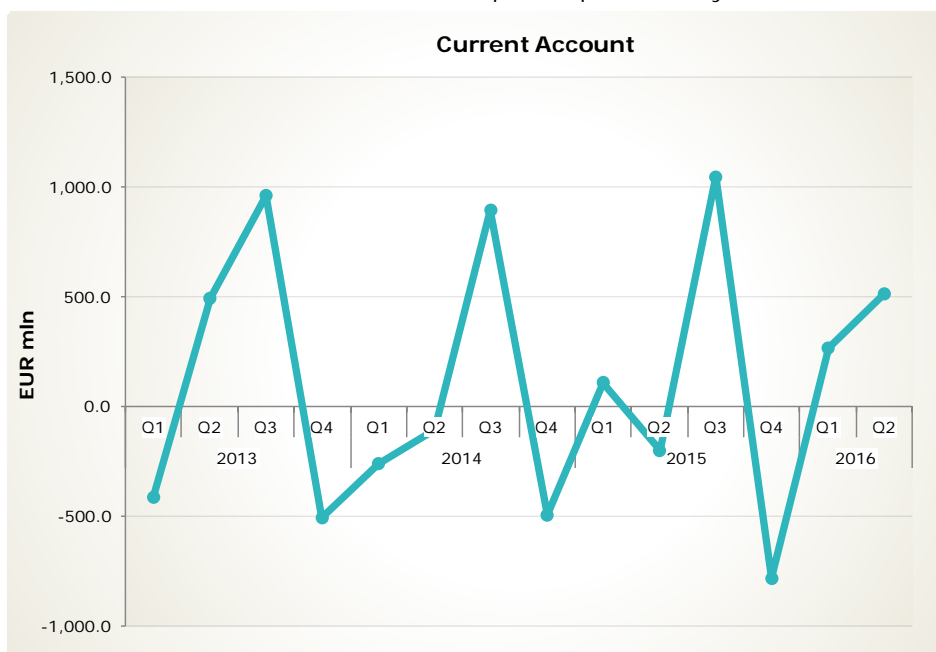 Current Account
1,500.0
1,000.0
500.0
0.0
-500.0
-1,000.0
EUR mln
Q1 Q2 Q3 Q4 Q1 Q2 Q3 Q4 Q1 Q2 Q3 Q4 Q1 Q2
2013 2014 2015 2016